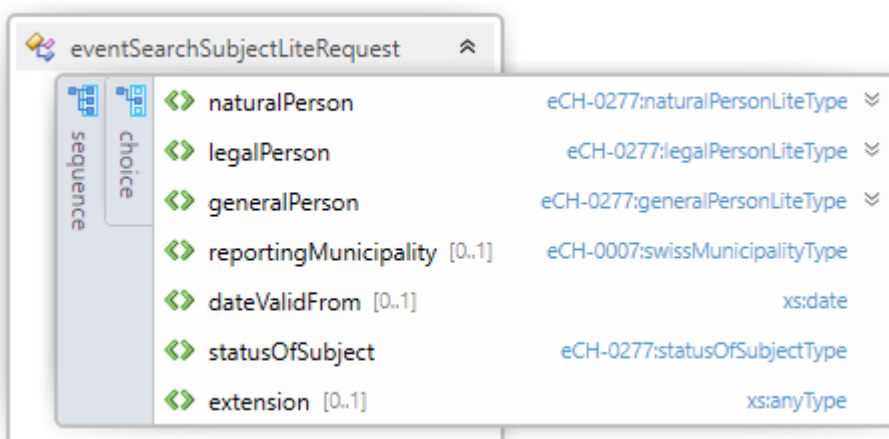 eventSearchSubjectLiteRequest
sequence
choice
naturalPerson eCH-0277:naturalPersonLiteType
legalPerson eCH-0277:legalPersonLiteType
generalPerson eCH-0277:generalPersonLiteType
reportingMunicipality [0..1] eCH-0007:swissMunicipalityType
dateValidFrom [0..1] xs:date
statusOfSubject eCH-0277:statusOfSubjectType
extension [0..1] xs:anyType